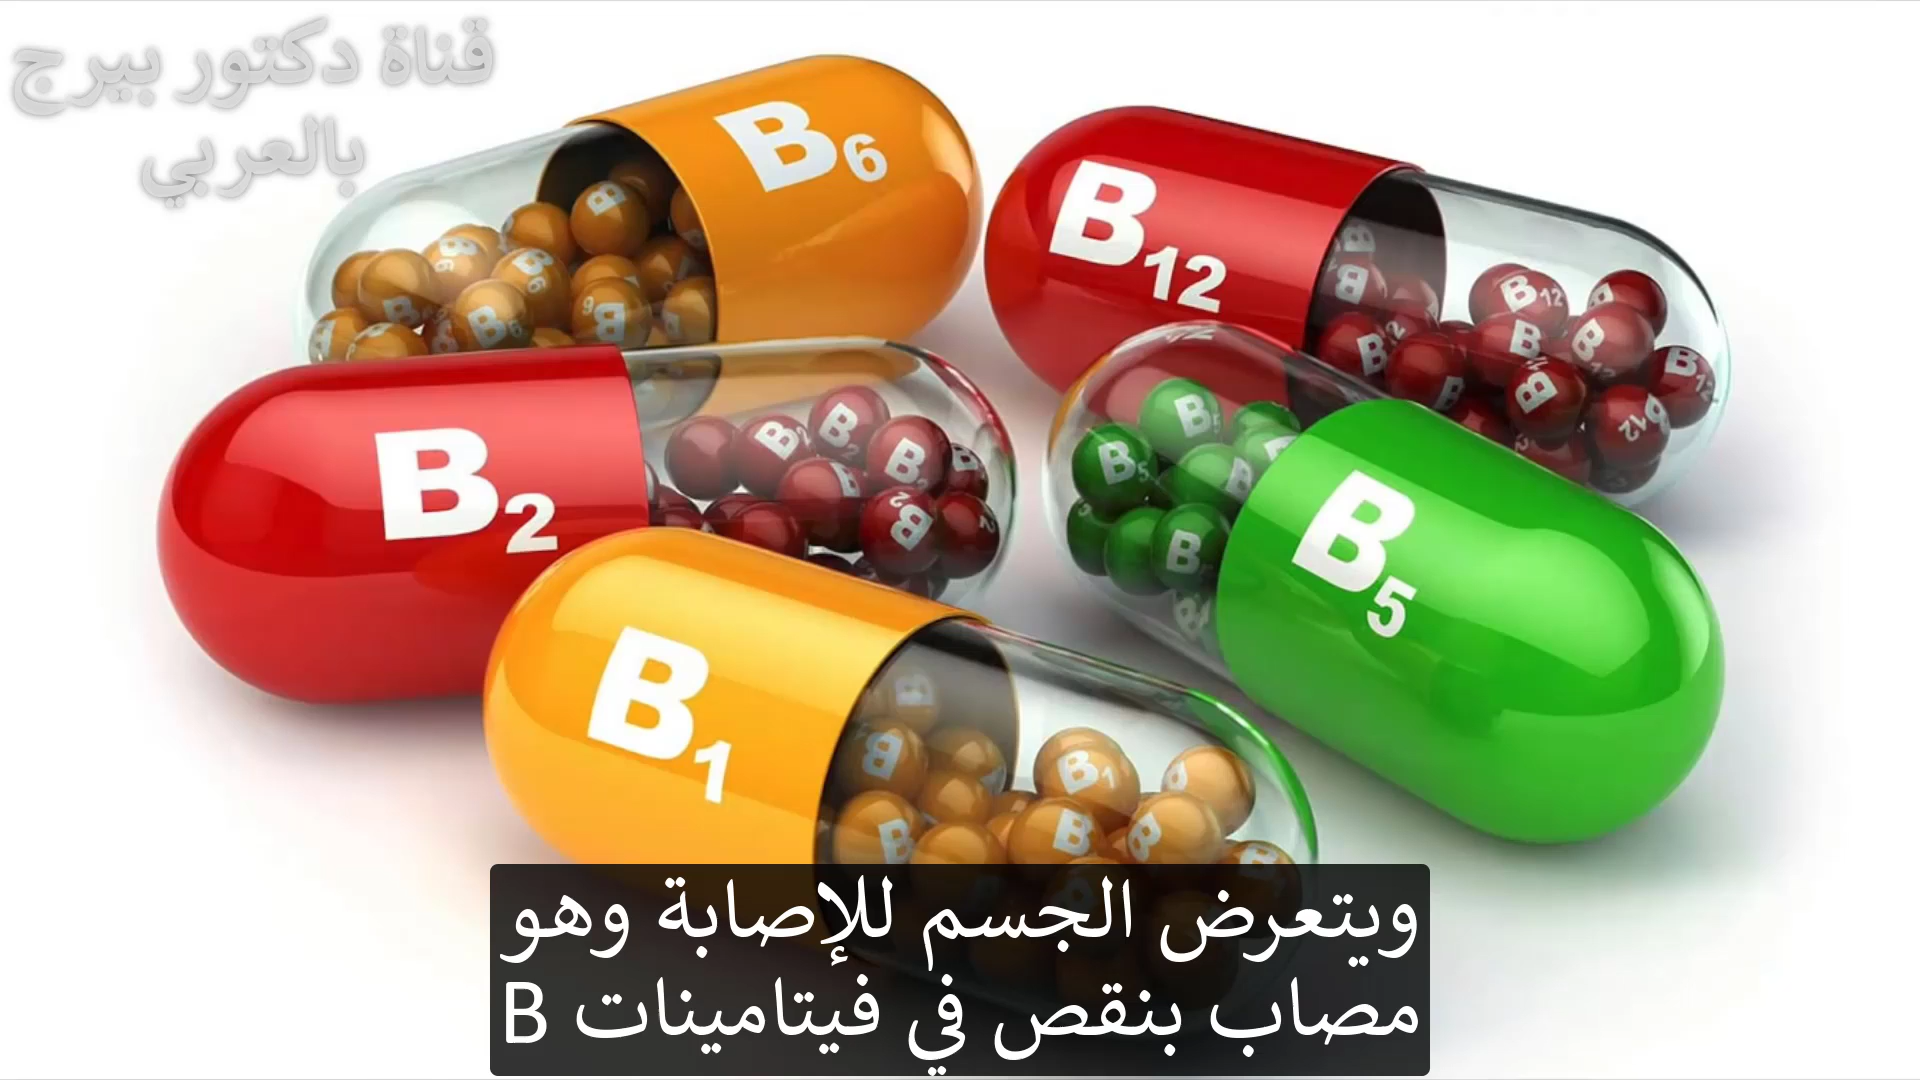 قناة دكتور بيرج
بالعربي
B6
B12
B2
B5
B1
ويتعرض الجسم للإصابة وهو
مصاب بنقص في فيتامينات B